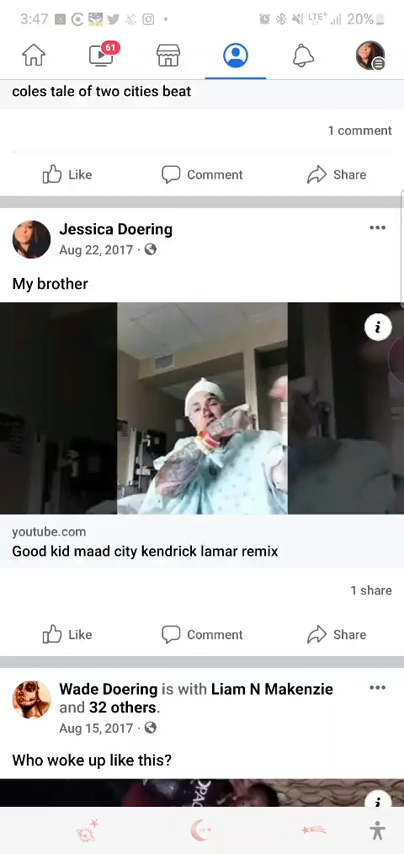 3:47
LTE+
20%
61
coles tale of two cities beat
1 comment
Like
Comment
Share
Jessica Doering
Aug 22, 2017 ·
My brother
youtube.com
Good kid maad city kendrick lamar remix
1 share
Like
Comment
Share
Wade Doering is with Liam N Makenzie
and 32 others.
Aug 15, 2017 ·
Who woke up like this?